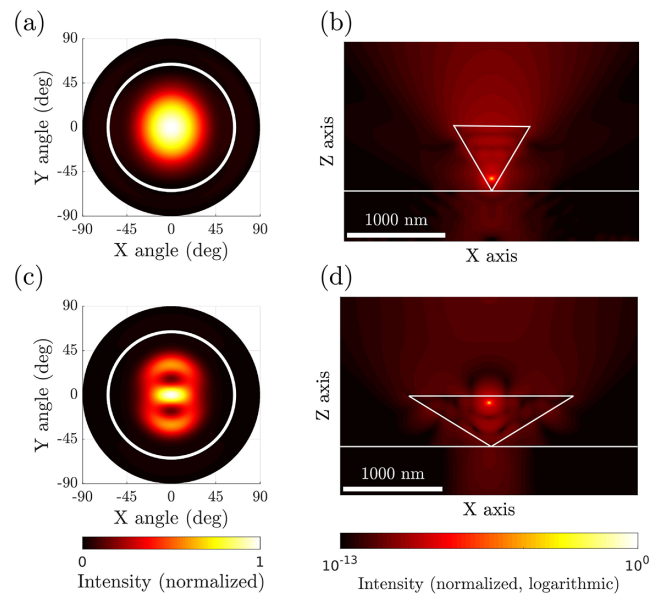 (a)
90
45
0
-45
-90
Y angle (deg)
-90 -45 0 45 90
X angle (deg)
(b)
Z axis
1000 nm
X axis
(c)
90
45
0
-45
-90
Y angle (deg)
-90 -45 0 45 90
X angle (deg)
0 1
Intensity (normalized)
(d)
Z axis
1000 nm
X axis
10^-13 10^0
Intensity (normalized, logarithmic)